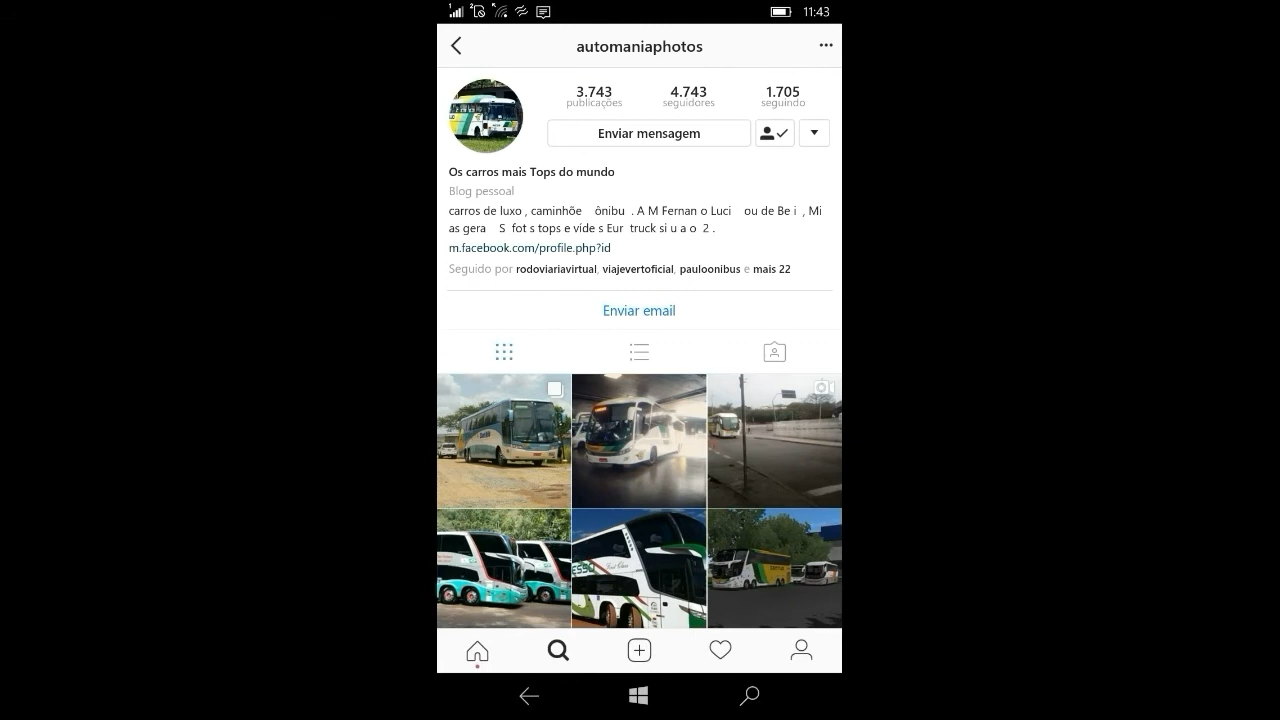 11:43
automaniaphotos
3.743 4.743 1.705
publicações seguidores seguindo
Enviar mensagem
Os carros mais Tops do mundo
Blog pessoal
carros de luxo , caminhõe ônibu . A M Fernan o Luci ou de Be i , Mi
as gera S fot s tops e víde s Eur truck si u a o 2 .
m.facebook.com/profile.php?id
Seguido por rodoviariavirtual, viajevertoficial, pauloonibus e mais 22
Enviar email